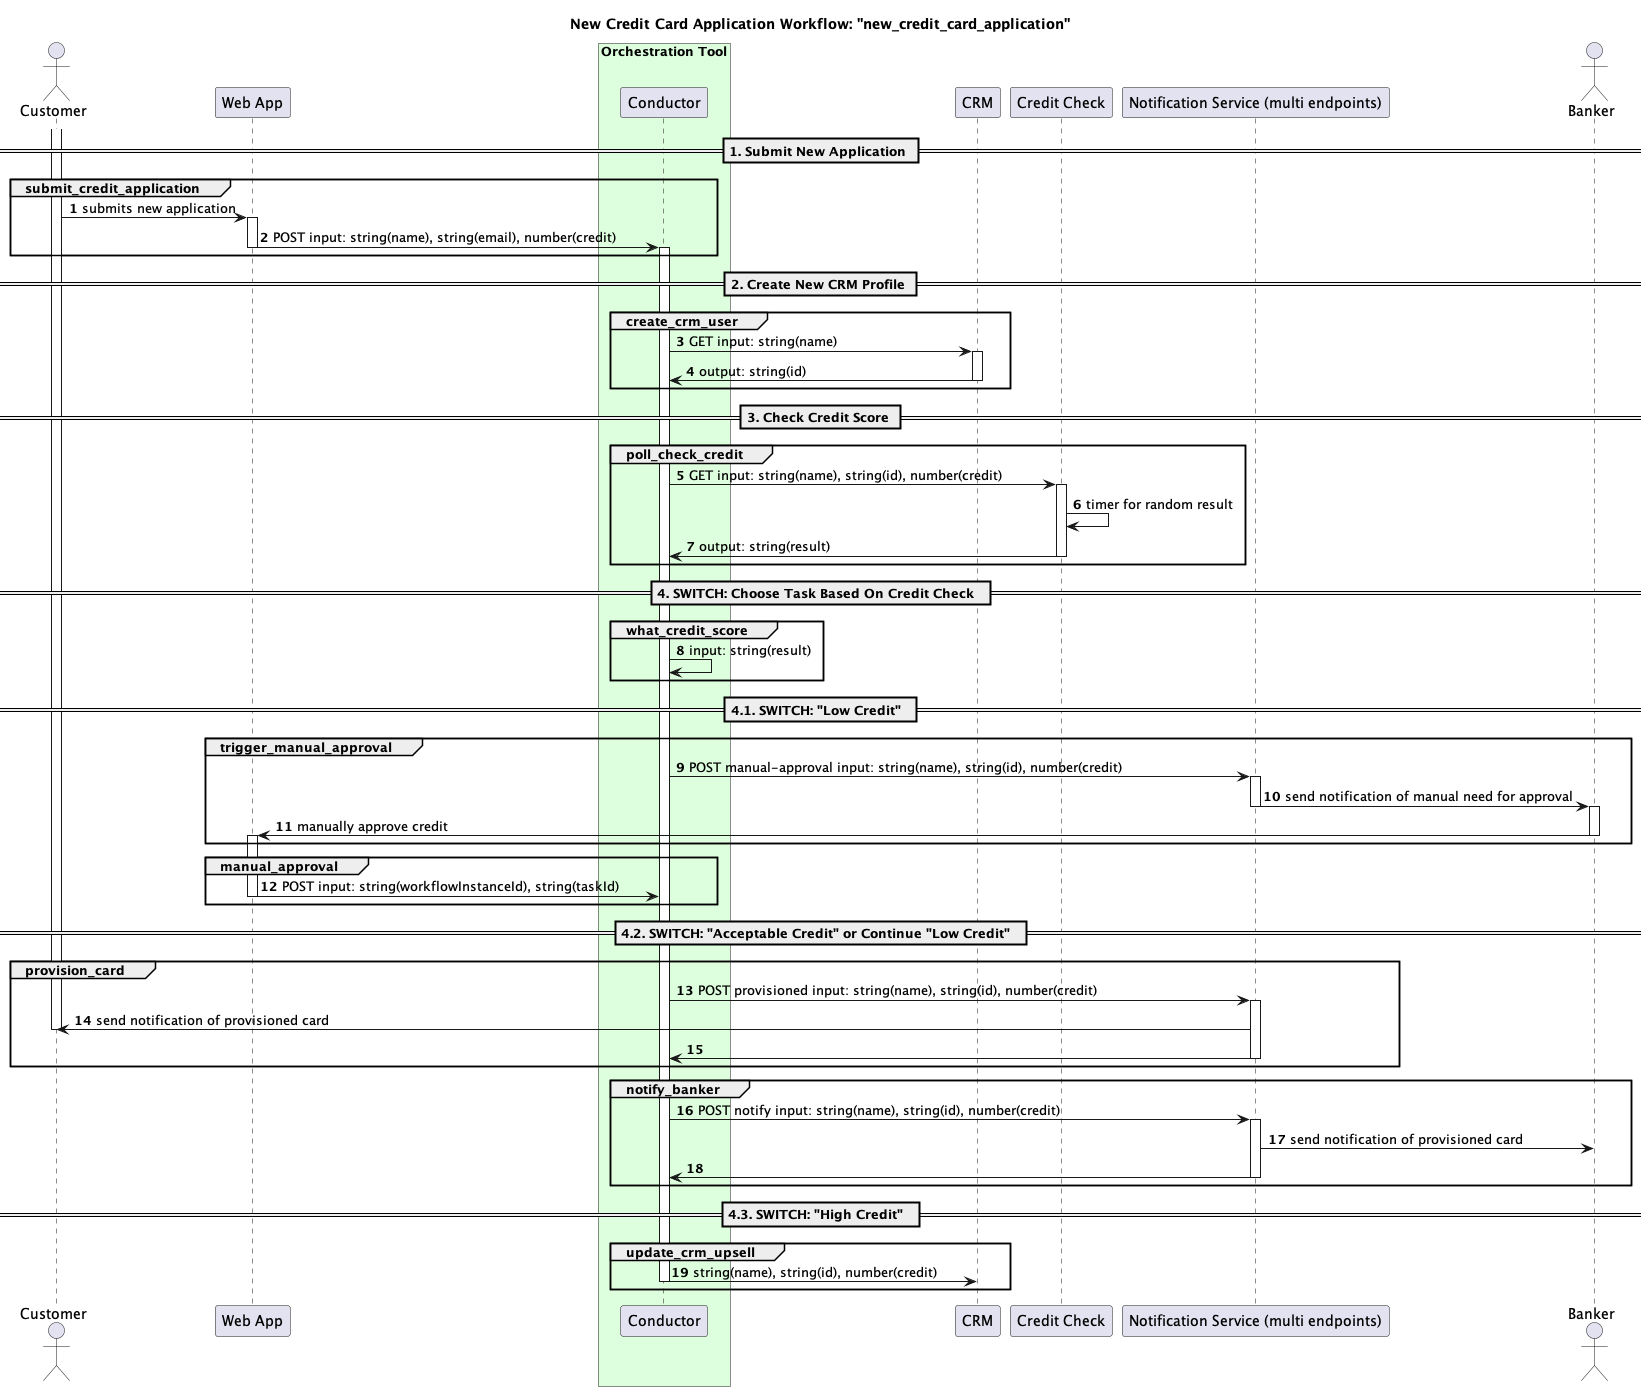 New Credit Card Application Workflow: "new_credit_card_application"
Orchestration Tool
Customer
Web App
Conductor
CRM
Credit Check
Notification Service (multi endpoints)
Banker
1. Submit New Application
submit_credit_application
1 submits new application
2 POST input: string(name), string(email), number(credit)
2. Create New CRM Profile
create_crm_user
3 GET input: string(name)
4 output: string(id)
3. Check Credit Score
poll_check_credit
5 GET input: string(name), string(id), number(credit)
6 timer for random result
7 output: string(result)
4. SWITCH: Choose Task Based On Credit Check
what_credit_score
8 input: string(result)
4.1. SWITCH: "Low Credit"
trigger_manual_approval
9 POST manual-approval input: string(name), string(id), number(credit)
10 send notification of manual need for approval
11 manually approve credit
manual_approval
12 POST input: string(workflowInstanceId), string(taskId)
4.2. SWITCH: "Acceptable Credit" or Continue "Low Credit"
provision_card
13 POST provisioned input: string(name), string(id), number(credit)
14 send notification of provisioned card
15
notify_banker
16 POST notify input: string(name), string(id), number(credit)
17 send notification of provisioned card
18
4.3. SWITCH: "High Credit"
update_crm_upsell
19 string(name), string(id), number(credit)
Customer
Web App
Conductor
CRM
Credit Check
Notification Service (multi endpoints)
Banker